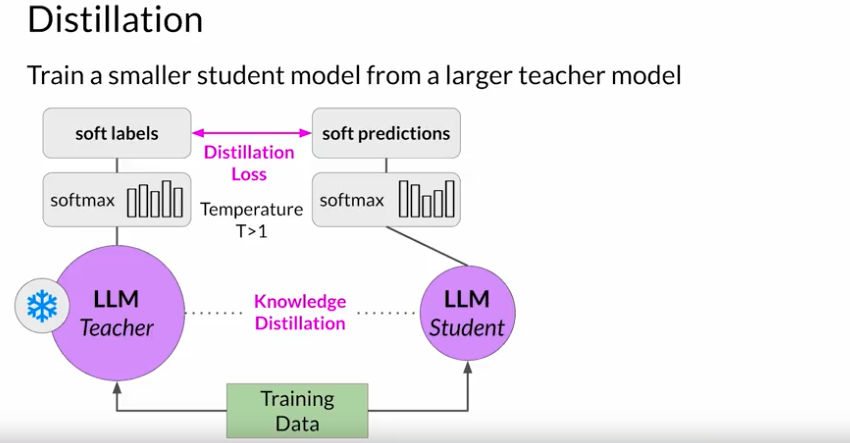 Distillation
Train a smaller student model from a larger teacher model
soft labels
soft predictions
Distillation
Loss
softmax
Temperature
T>1
softmax
LLM
Teacher
Knowledge
Distillation
LLM
Student
Training
Data